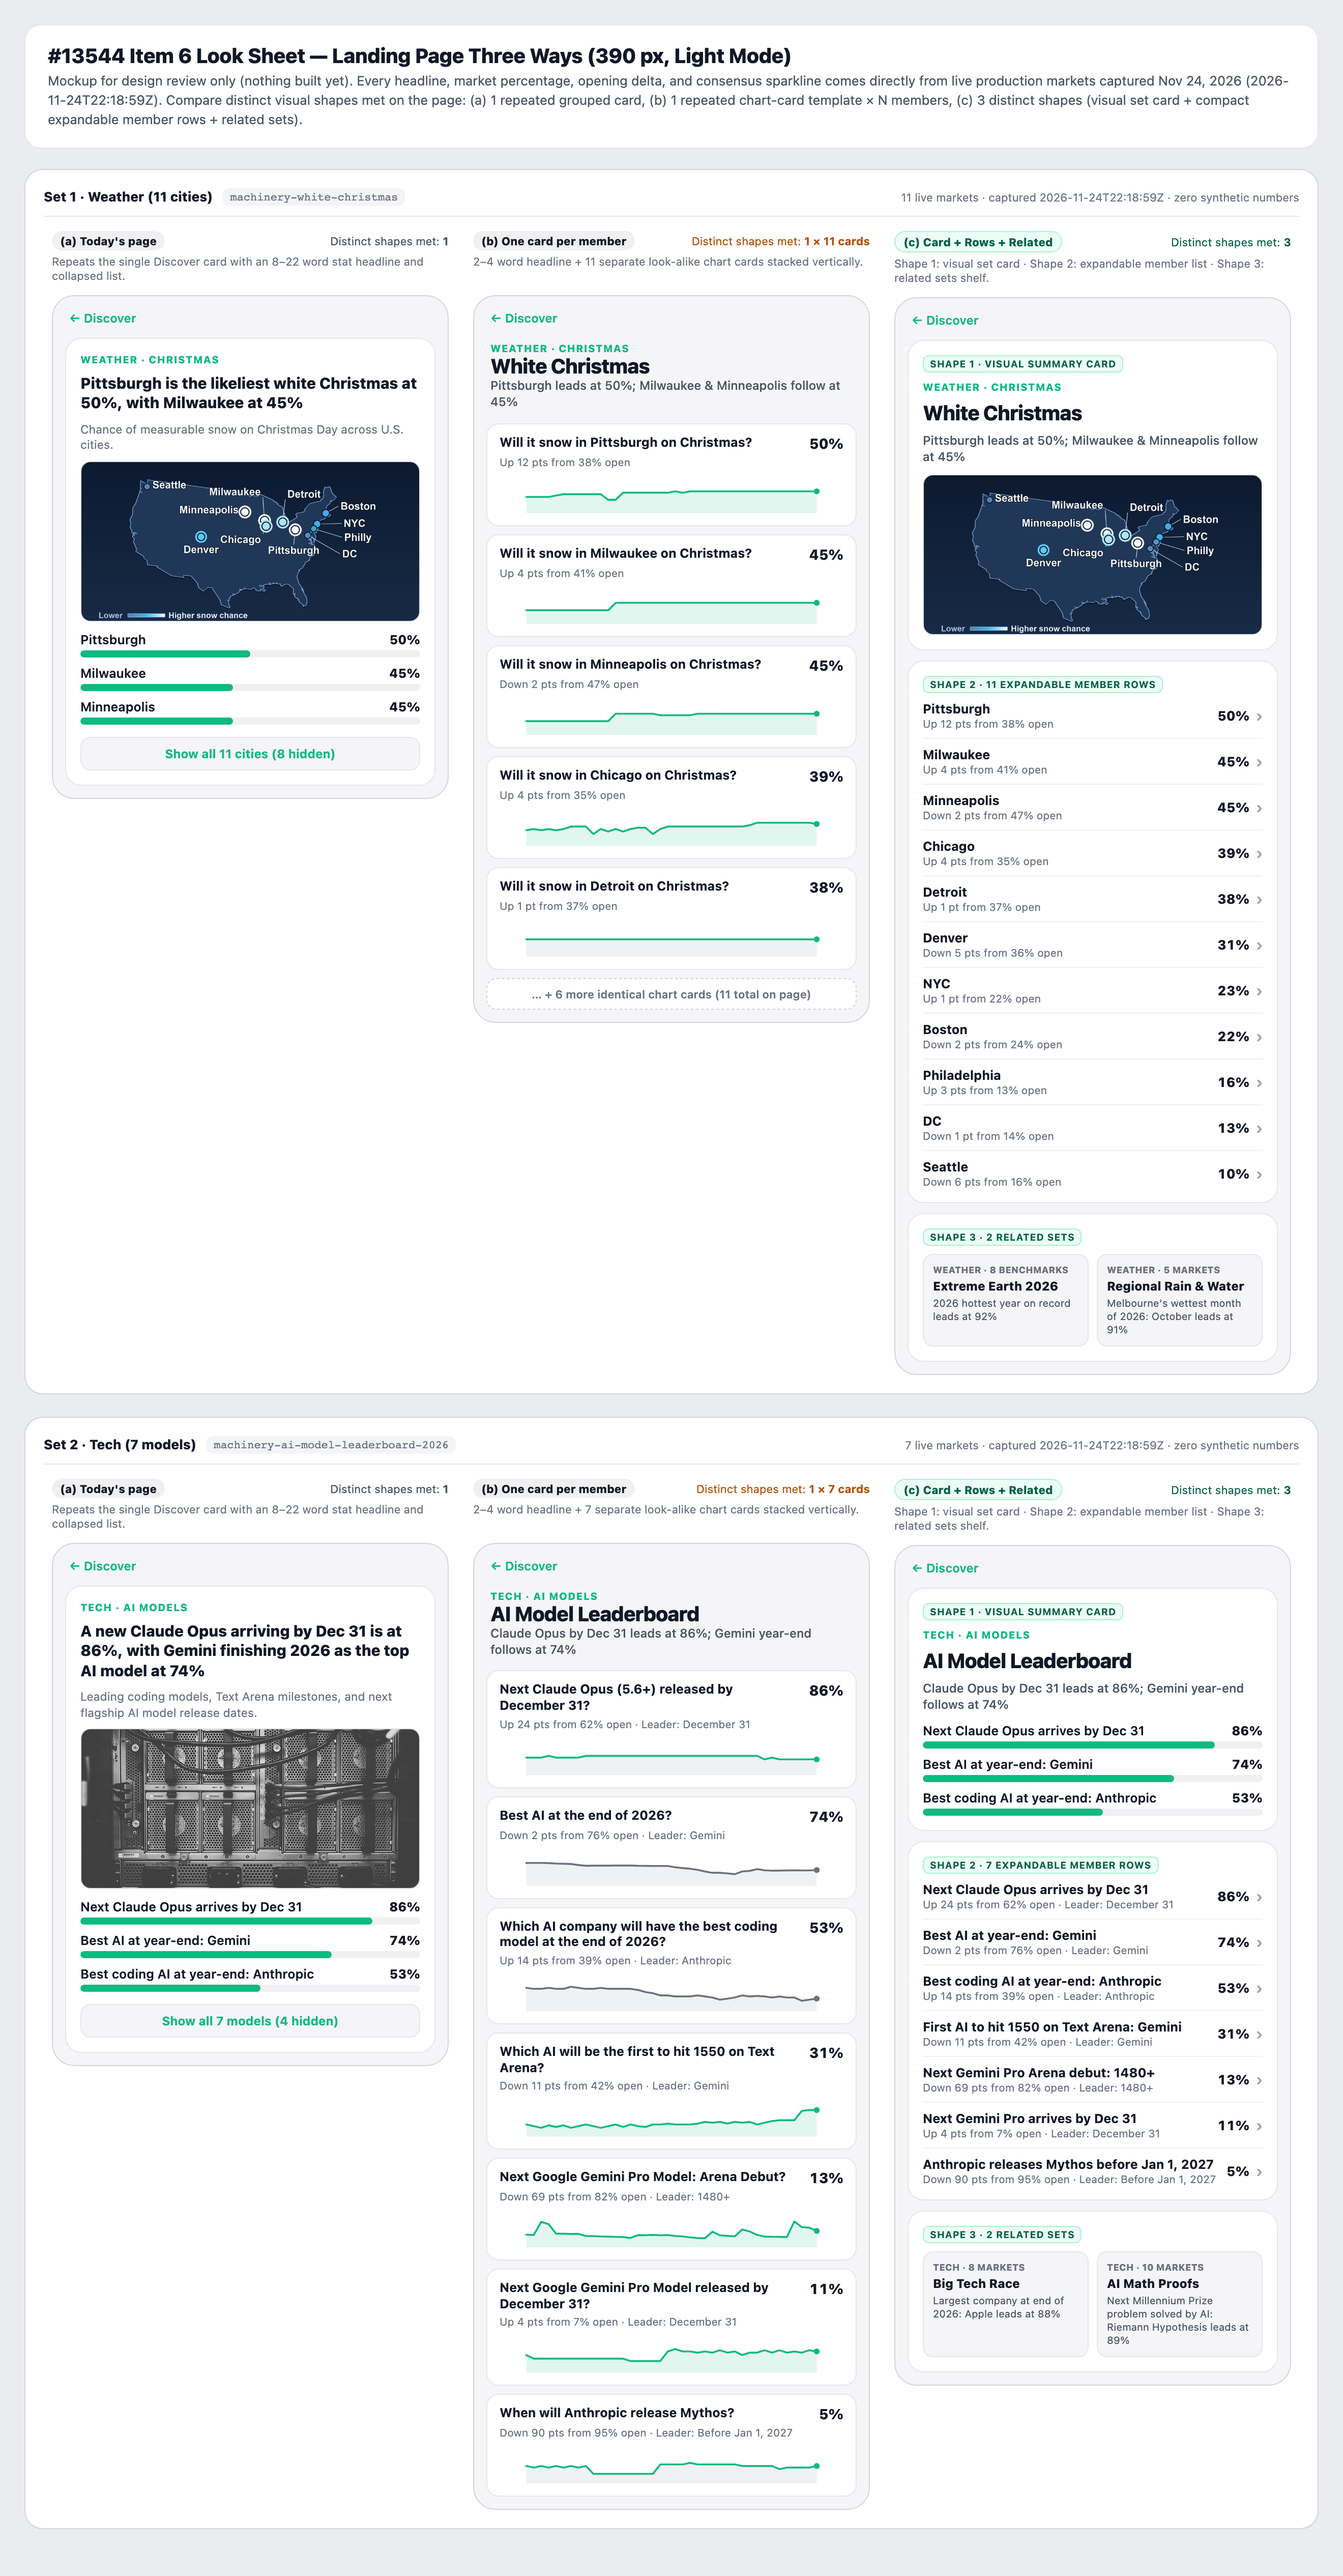 #13544 Item 6 Look Sheet — Landing Page Three Ways (390 px, Light Mode)
Mockup for design review only (nothing built yet). Every headline, market percentage, opening delta, and consensus sparkline comes directly from live production markets captured Nov 24, 2026 (2026-
11-24T22:18:59Z). Compare distinct visual shapes met on the page: (a) 1 repeated grouped card, (b) 1 repeated chart-card template × N members, (c) 3 distinct shapes (visual set card + compact
expandable member rows + related sets).
Set 1 · Weather (11 cities) machinery-white-christmas
11 live markets · captured 2026-11-24T22:18:59Z · zero synthetic numbers
(a) Today's page
Distinct shapes met: 1
Repeats the single Discover card with an 8–22 word stat headline and
collapsed list.
← Discover
WEATHER · CHRISTMAS
Pittsburgh is the likeliest white Christmas at
50%, with Milwaukee at 45%
Chance of measurable snow on Christmas Day across U.S.
cities.
Seattle
Milwaukee
Detroit
Boston
Minneapolis
NYC
Chicago
Philly
Denver
Pittsburgh
DC
Lower Higher snow chance
Pittsburgh 50%
Milwaukee 45%
Minneapolis 45%
Show all 11 cities (8 hidden)
(b) One card per member
Distinct shapes met: 1 × 11 cards
2–4 word headline + 11 separate look-alike chart cards stacked vertically.
← Discover
WEATHER · CHRISTMAS
White Christmas
Pittsburgh leads at 50%; Milwaukee & Minneapolis follow at
45%
Will it snow in Pittsburgh on Christmas? 50%
Up 12 pts from 38% open
Will it snow in Milwaukee on Christmas? 45%
Up 4 pts from 41% open
Will it snow in Minneapolis on Christmas? 45%
Down 2 pts from 47% open
Will it snow in Chicago on Christmas? 39%
Up 4 pts from 35% open
Will it snow in Detroit on Christmas? 38%
Up 1 pt from 37% open
... + 6 more identical chart cards (11 total on page)
(c) Card + Rows + Related
Distinct shapes met: 3
Shape 1: visual set card · Shape 2: expandable member list · Shape 3:
related sets shelf.
← Discover
SHAPE 1 · VISUAL SUMMARY CARD
WEATHER · CHRISTMAS
White Christmas
Pittsburgh leads at 50%; Milwaukee & Minneapolis follow
at 45%
Seattle
Milwaukee
Detroit
Boston
Minneapolis
NYC
Chicago
Philly
Denver
Pittsburgh
DC
Lower Higher snow chance
SHAPE 2 · 11 EXPANDABLE MEMBER ROWS
Pittsburgh 50% ›
Up 12 pts from 38% open
Milwaukee 45% ›
Up 4 pts from 41% open
Minneapolis 45% ›
Down 2 pts from 47% open
Chicago 39% ›
Up 4 pts from 35% open
Detroit 38% ›
Up 1 pt from 37% open
Denver 31% ›
Down 5 pts from 36% open
NYC 23% ›
Up 1 pt from 22% open
Boston 22% ›
Down 2 pts from 24% open
Philadelphia 16% ›
Up 3 pts from 13% open
DC 13% ›
Down 1 pt from 14% open
Seattle 10% ›
Down 6 pts from 16% open
SHAPE 3 · 2 RELATED SETS
WEATHER · 8 BENCHMARKS
Extreme Earth 2026
2026 hottest year on record
leads at 92%
WEATHER · 5 MARKETS
Regional Rain & Water
Melbourne's wettest month
of 2026: October leads at
91%
Set 2 · Tech (7 models) machinery-ai-model-leaderboard-2026
7 live markets · captured 2026-11-24T22:18:59Z · zero synthetic numbers
(a) Today's page
Distinct shapes met: 1
Repeats the single Discover card with an 8–22 word stat headline and
collapsed list.
← Discover
TECH · AI MODELS
A new Claude Opus arriving by Dec 31 is at
86%, with Gemini finishing 2026 as the top
AI model at 74%
Leading coding models, Text Arena milestones, and next
flagship AI model release dates.
Next Claude Opus arrives by Dec 31 86%
Best AI at year-end: Gemini 74%
Best coding AI at year-end: Anthropic 53%
Show all 7 models (4 hidden)
(b) One card per member
Distinct shapes met: 1 × 7 cards
2–4 word headline + 7 separate look-alike chart cards stacked vertically.
← Discover
TECH · AI MODELS
AI Model Leaderboard
Claude Opus by Dec 31 leads at 86%; Gemini year-end
follows at 74%
Next Claude Opus (5.6+) released by 86%
December 31?
Up 24 pts from 62% open · Leader: December 31
Best AI at the end of 2026? 74%
Down 2 pts from 76% open · Leader: Gemini
Which AI company will have the best coding 53%
model at the end of 2026?
Up 14 pts from 39% open · Leader: Anthropic
Which AI will be the first to hit 1550 on Text 31%
Arena?
Down 11 pts from 42% open · Leader: Gemini
Next Google Gemini Pro Model: Arena Debut? 13%
Down 69 pts from 82% open · Leader: 1480+
Next Google Gemini Pro Model released by 11%
December 31?
Up 4 pts from 7% open · Leader: December 31
When will Anthropic release Mythos? 5%
Down 90 pts from 95% open · Leader: Before Jan 1, 2027
(c) Card + Rows + Related
Distinct shapes met: 3
Shape 1: visual set card · Shape 2: expandable member list · Shape 3:
related sets shelf.
← Discover
SHAPE 1 · VISUAL SUMMARY CARD
TECH · AI MODELS
AI Model Leaderboard
Claude Opus by Dec 31 leads at 86%; Gemini year-end
follows at 74%
Next Claude Opus arrives by Dec 31 86%
Best AI at year-end: Gemini 74%
Best coding AI at year-end: Anthropic 53%
SHAPE 2 · 7 EXPANDABLE MEMBER ROWS
Next Claude Opus arrives by Dec 31 86% ›
Up 24 pts from 62% open · Leader: December 31
Best AI at year-end: Gemini 74% ›
Down 2 pts from 76% open · Leader: Gemini
Best coding AI at year-end: Anthropic 53% ›
Up 14 pts from 39% open · Leader: Anthropic
First AI to hit 1550 on Text Arena: Gemini 31% ›
Down 11 pts from 42% open · Leader: Gemini
Next Gemini Pro Arena debut: 1480+ 13% ›
Down 69 pts from 82% open · Leader: 1480+
Next Gemini Pro arrives by Dec 31 11% ›
Up 4 pts from 7% open · Leader: December 31
Anthropic releases Mythos before Jan 1, 2027 5% ›
Down 90 pts from 95% open · Leader: Before Jan 1, 2027
SHAPE 3 · 2 RELATED SETS
TECH · 8 MARKETS
Big Tech Race
Largest company at end of
2026: Apple leads at 88%
TECH · 10 MARKETS
AI Math Proofs
Next Millennium Prize
problem solved by AI:
Riemann Hypothesis leads at
89%